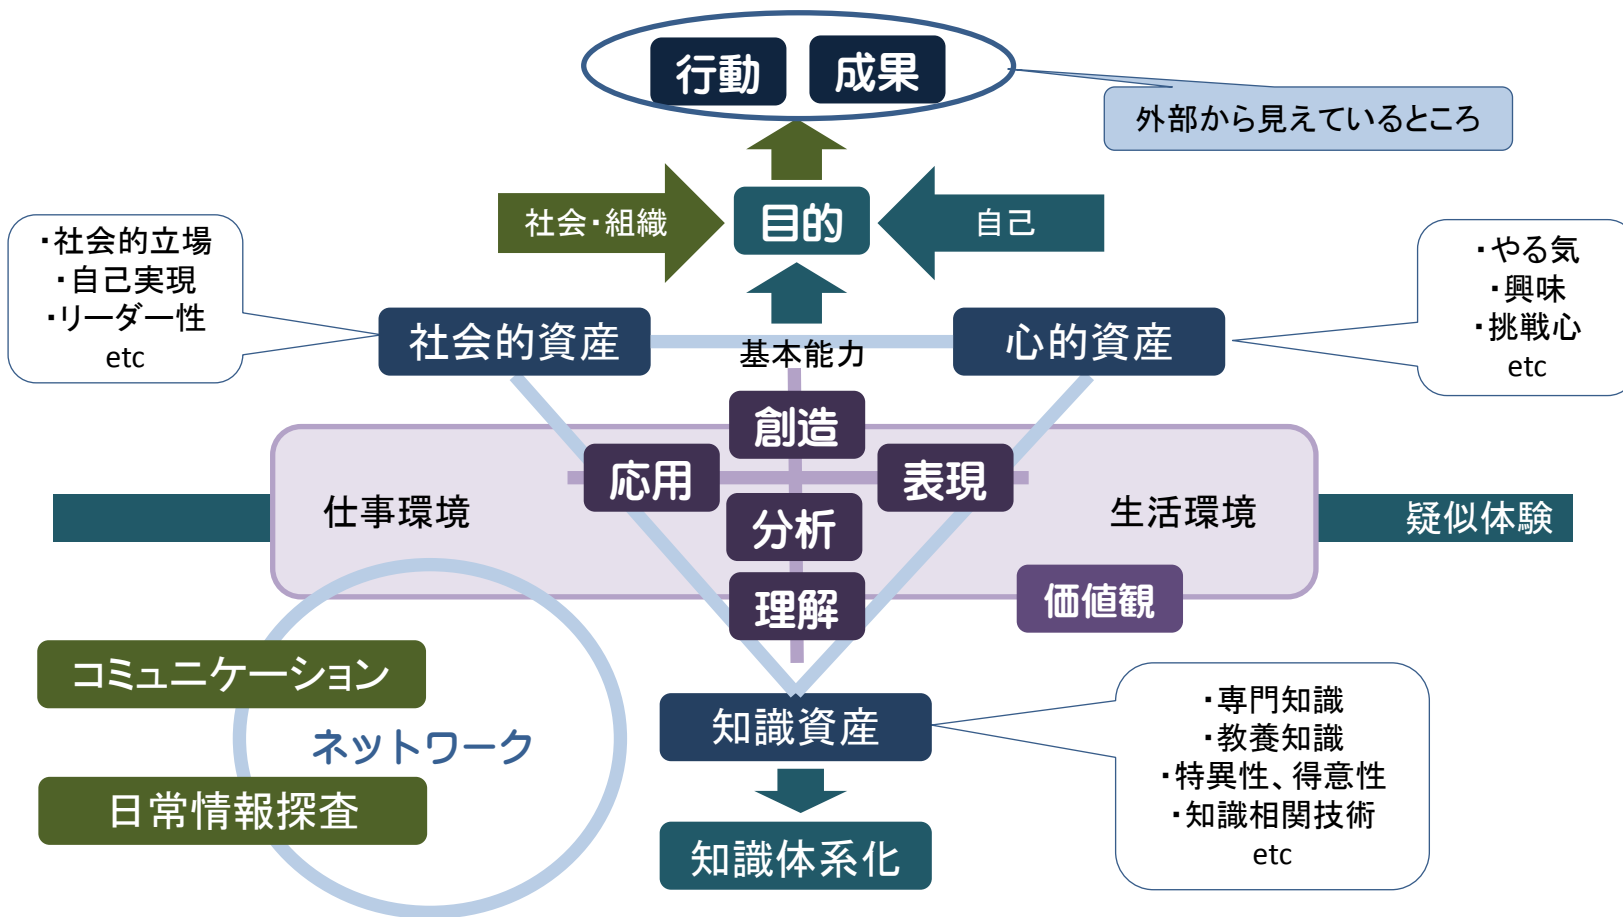 行動
成果
外部から見えているところ
社会・組織
目的
自己
・社会的立場
・自己実現
・リーダー性
etc
・やる気
・興味
・挑戦心
etc
社会的資産
心的資産
基本能力
創造
応用
表現
仕事環境
分析
生活環境
疑似体験
理解
価値観
コミュニケーション
ネットワーク
日常情報探査
知識資産
・専門知識
・教養知識
・特異性、得意性
・知識相関技術
etc
知識体系化